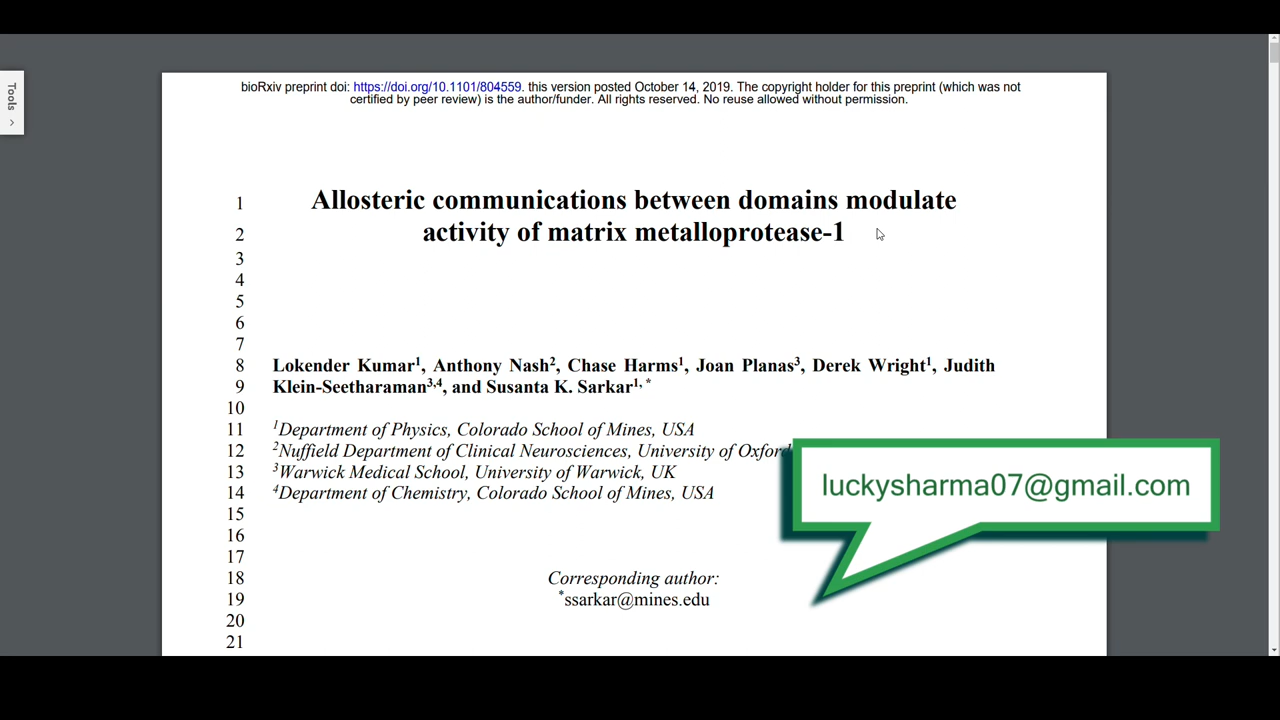 Tools
bioRxiv preprint doi: https://doi.org/10.1101/804559. this version posted October 14, 2019. The copyright holder for this preprint (which was not
certified by peer review) is the author/funder. All rights reserved. No reuse allowed without permission.
1 Allosteric communications between domains modulate
2 activity of matrix metalloprotease-1
3
4
5
6
7
8 Lokender Kumar1, Anthony Nash2, Chase Harms1, Joan Planas3, Derek Wright1, Judith
9 Klein-Seetharaman3,4, and Susanta K. Sarkar1, *
10
11 1Department of Physics, Colorado School of Mines, USA
12 2Nuffield Department of Clinical Neurosciences, University of Oxford
13 3Warwick Medical School, University of Warwick, UK
14 4Department of Chemistry, Colorado School of Mines, USA
luckysharma07@gmail.com
15
16
17
18 Corresponding author:
19 *ssarkar@mines.edu
20
21